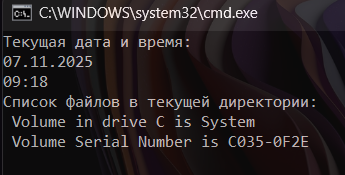 C:\WINDOWS\system32\cmd.exe
Текущая дата и время:
07.11.2025
09:18
Список файлов в текущей директории:
Volume in drive C is System
Volume Serial Number is C035-0F2E